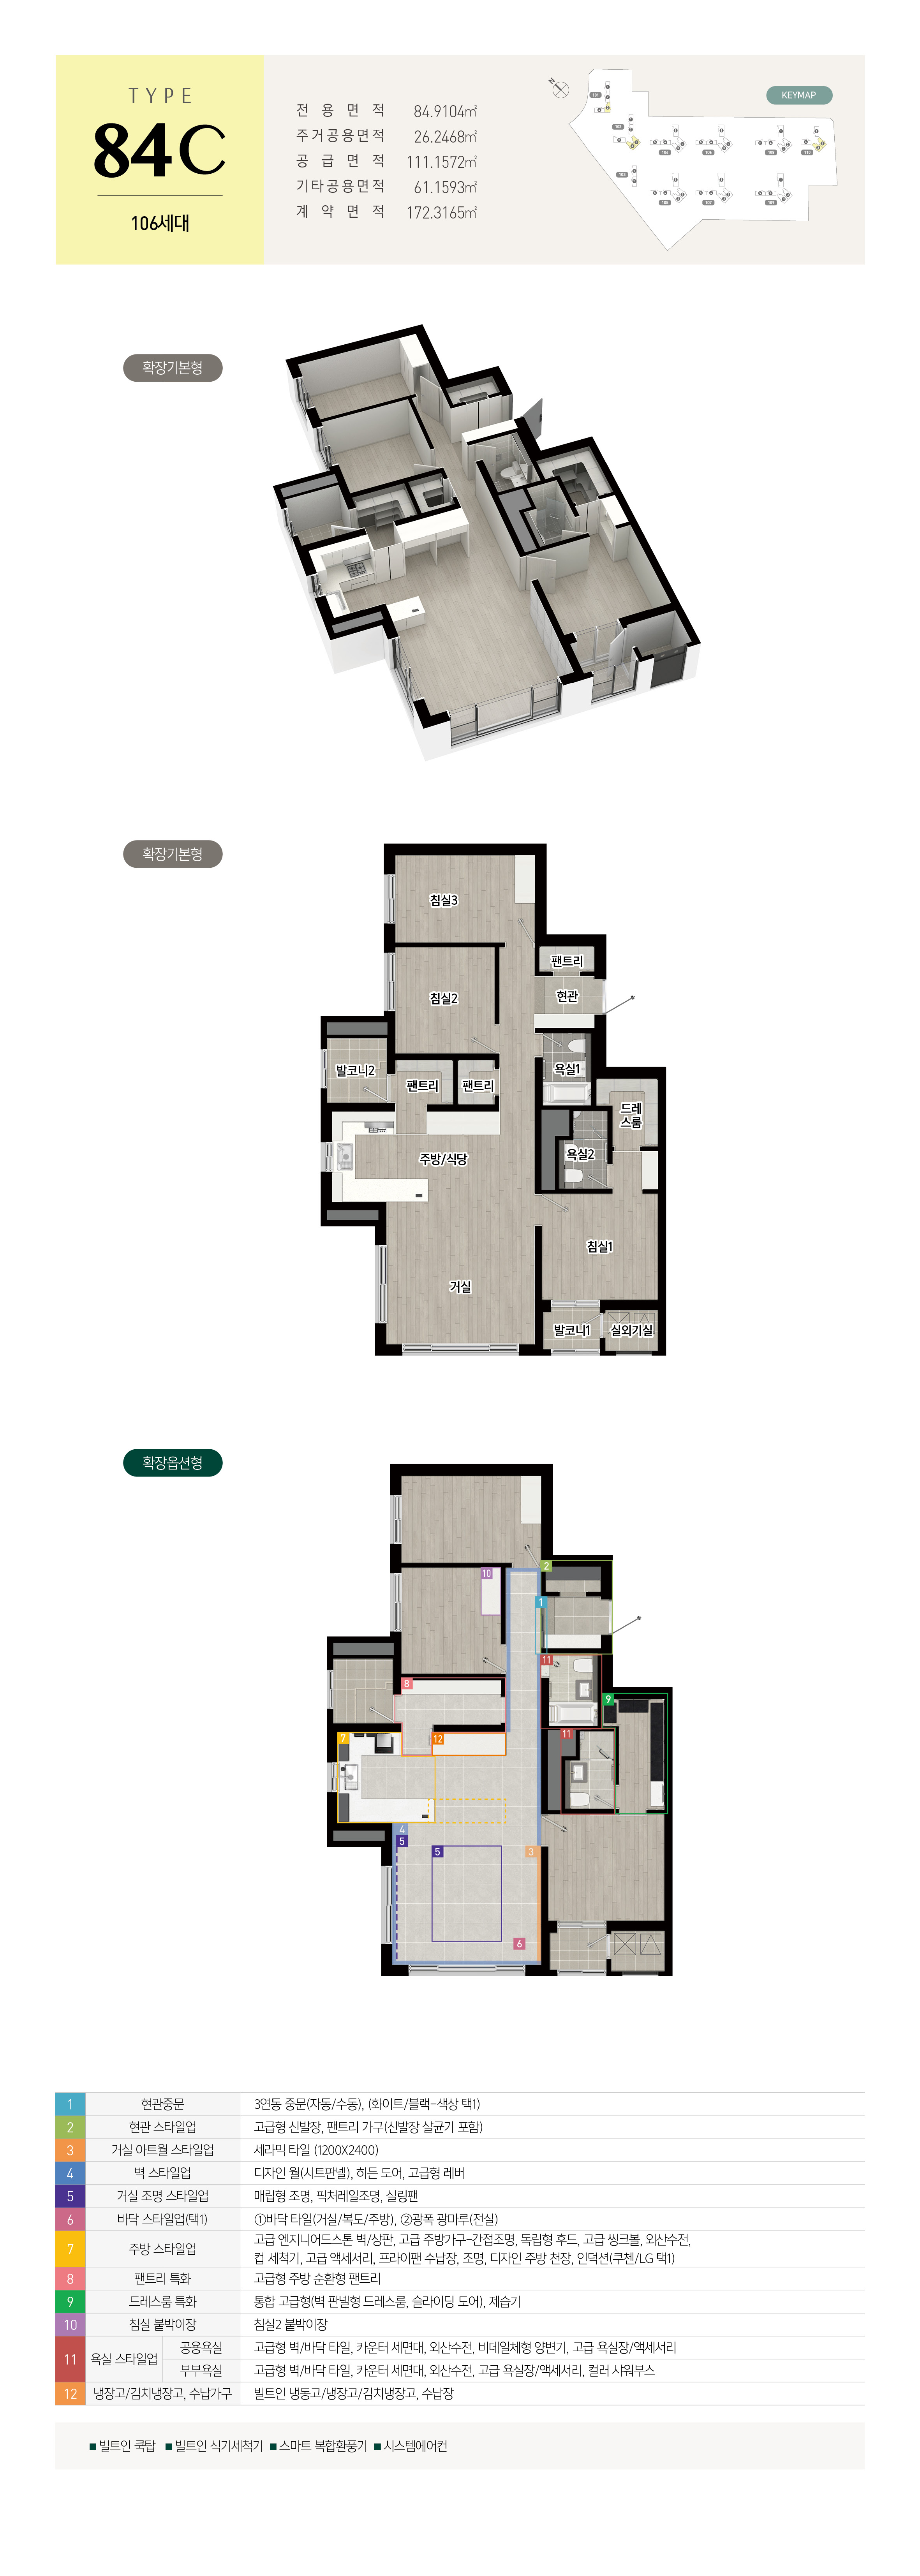 TYPE
84C
106세대
전 용 면 적 84.9104㎡
주거공용면적 26.2468㎡
공 급 면 적 111.1572㎡
기타공용면적 61.1593㎡
계 약 면 적 172.3165㎡
N
KEYMAP
확장기본형
확장기본형
침실3
팬트리
침실2
현관
발코니2
욕실1
팬트리
팬트리
드레
스룸
욕실2
주방/식당
침실1
거실
발코니1
실외기실
확장옵션형
2
10
1
11
8
9
11
7
12
4
5
5
3
6
1 현관중문 3연동 중문(자동/수동), (화이트/블랙-색상 택1)
2 현관 스타일업 고급형 신발장, 팬트리 가구(신발장 살균기 포함)
3 거실 아트월 스타일업 세라믹 타일 (1200X2400)
4 벽 스타일업 디자인 월(시트판넬), 히든 도어, 고급형 레버
5 거실 조명 스타일업 매립형 조명, 픽처레일조명, 실링팬
6 바닥 스타일업(택1) ①바닥 타일(거실/복도/주방), ②광폭 광마루(전실)
7 주방 스타일업 고급 엔지니어드스톤 벽/상판, 고급 주방가구-간접조명, 독립형 후드, 고급 씽크볼, 외산수전,
컵 세척기, 고급 액세서리, 프라이팬 수납장, 조명, 디자인 주방 천장, 인덕션(쿠첸/LG 택1)
8 팬트리 특화 고급형 주방 순환형 팬트리
9 드레스룸 특화 통합 고급형(벽 판넬형 드레스룸, 슬라이딩 도어), 제습기
10 침실 붙박이장 침실2 붙박이장
11 욕실 스타일업 공용욕실 고급형 벽/바닥 타일, 카운터 세면대, 외산수전, 비데일체형 양변기, 고급 욕실장/액세서리
부부욕실 고급형 벽/바닥 타일, 카운터 세면대, 외산수전, 고급 욕실장/액세서리, 컬러 샤워부스
12 냉장고/김치냉장고, 수납가구 빌트인 냉동고/냉장고/김치냉장고, 수납장
■ 빌트인 쿡탑 ■ 빌트인 식기세척기 ■ 스마트 복합환풍기 ■ 시스템에어컨